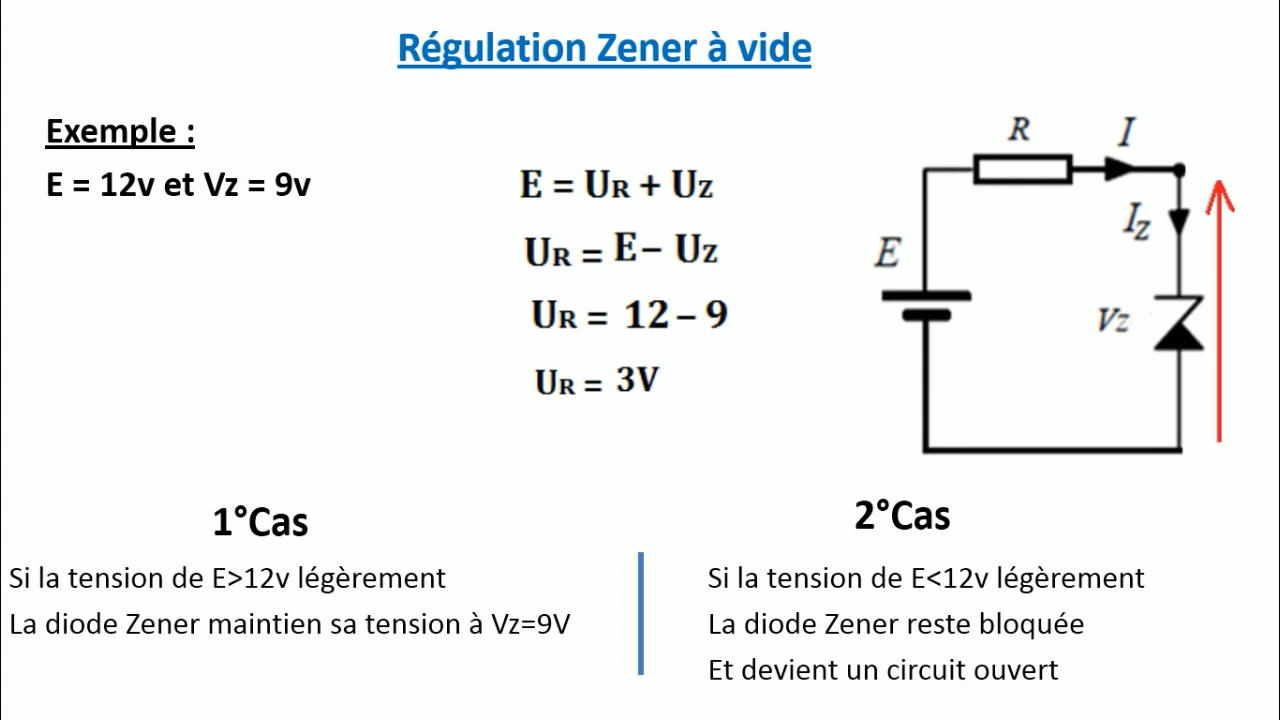 Régulation Zener à vide
Exemple :
E = 12v et Vz = 9v
E = UR + UZ
UR = E – UZ
UR = 12 – 9
UR = 3V
R
I
IZ
E
Vz
1°Cas
Si la tension de E>12v légèrement
La diode Zener maintien sa tension à Vz=9V
2°Cas
Si la tension de E<12v légèrement
La diode Zener reste bloquée
Et devient un circuit ouvert